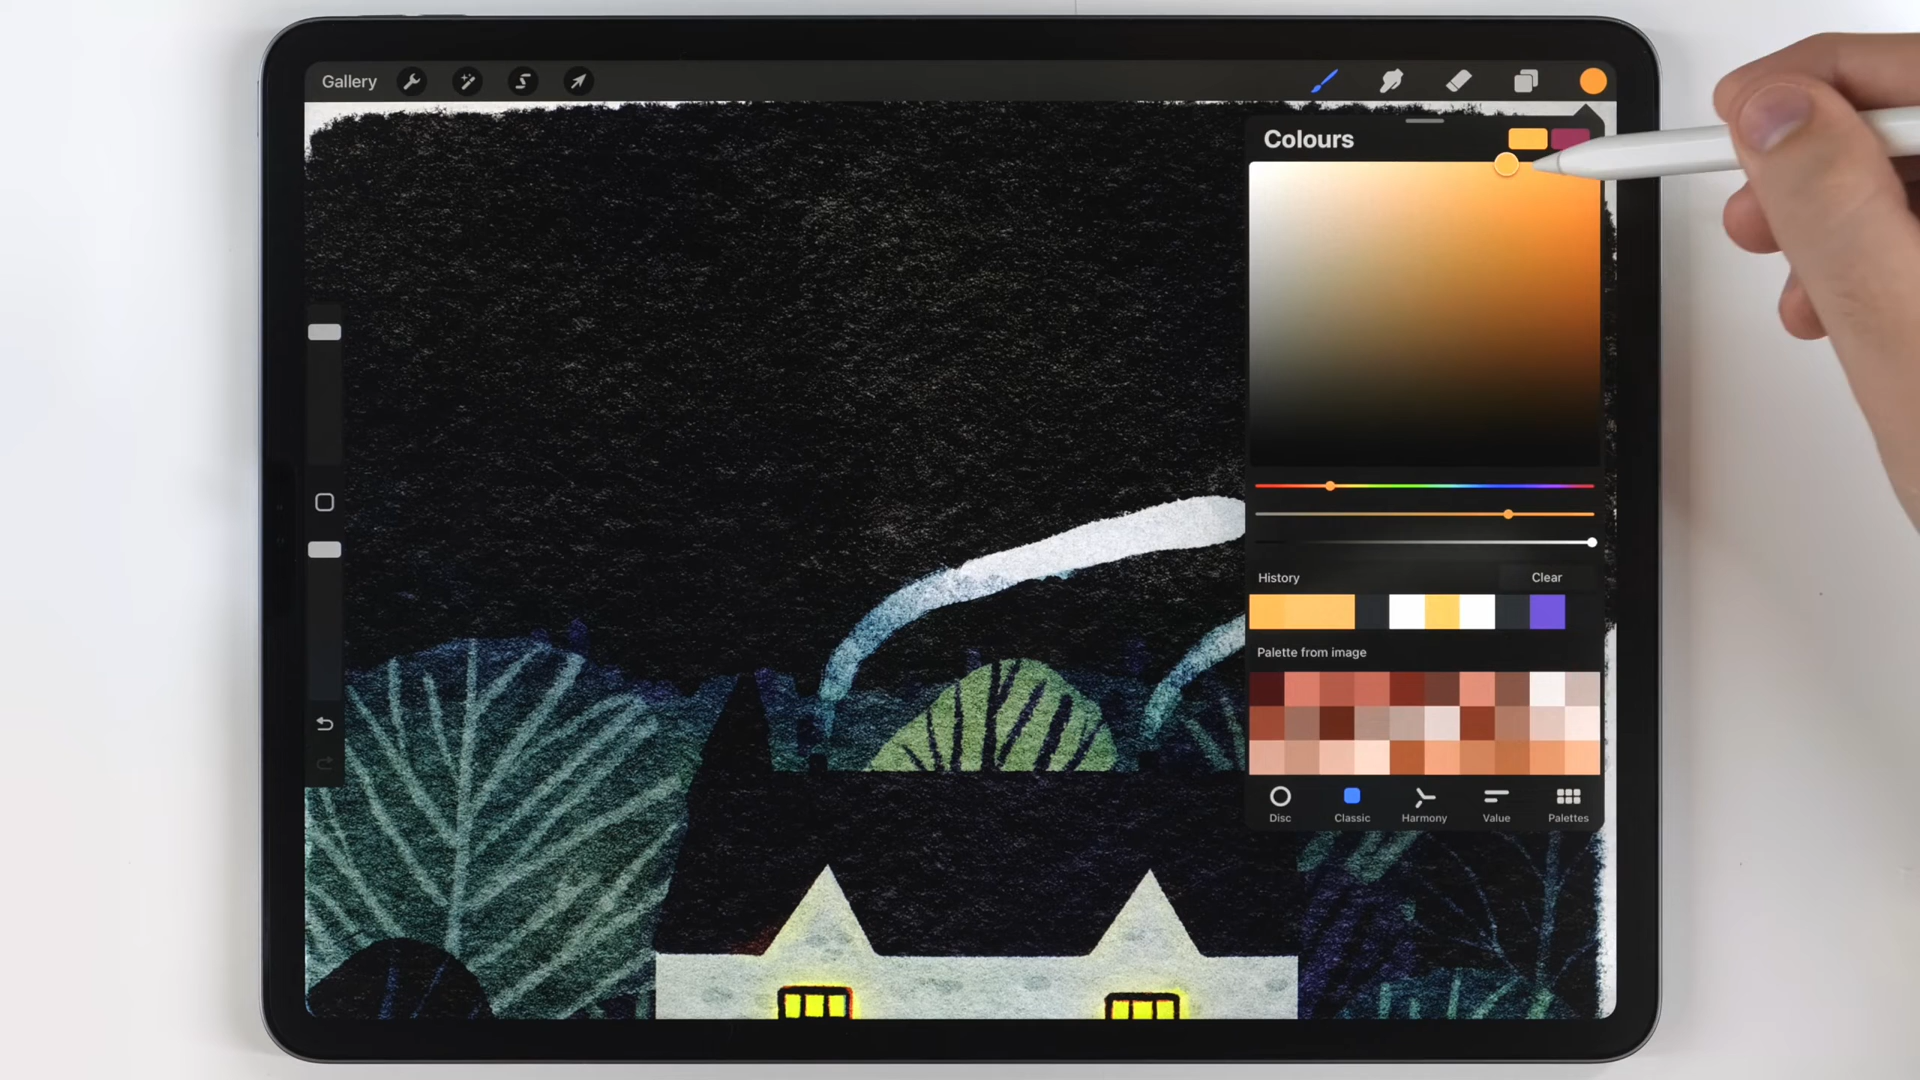 Gallery
Colours
History
Clear
Palette from image
Disc
Classic
Harmony
Value
Palettes